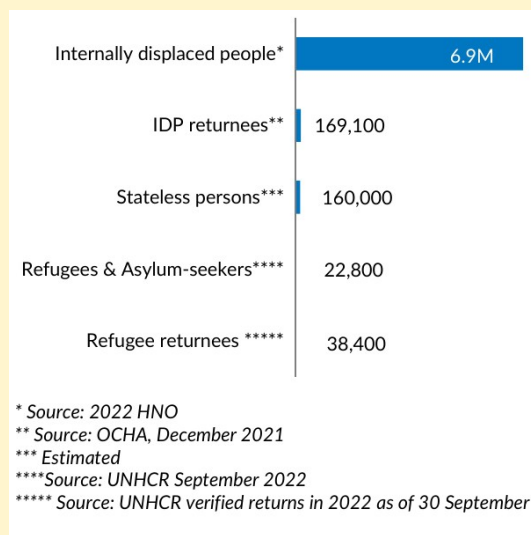 Internally displaced people* 6.9M
IDP returnees** 169,100
Stateless persons*** 160,000
Refugees & Asylum-seekers**** 22,800
Refugee returnees ***** 38,400
* Source: 2022 HNO
** Source: OCHA, December 2021
*** Estimated
****Source: UNHCR September 2022
***** Source: UNHCR verified returns in 2022 as of 30 September